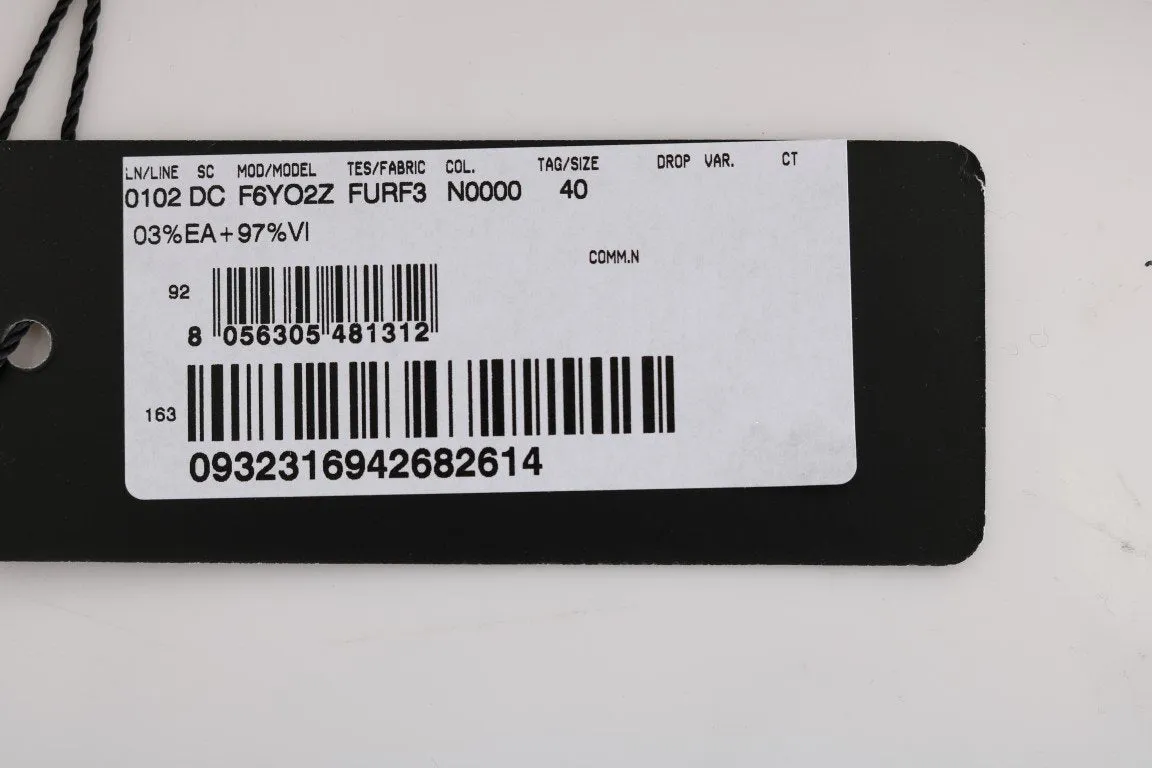 LN/LINE SC MOD/MODEL TES/FABRIC COL. TAG/SIZE DROP VAR. CT
0102 DC F6YO2Z FURF3 N0000 40
03%EA+97%VI
COMM.N
92
8 056305 481312
163
0932316942682614